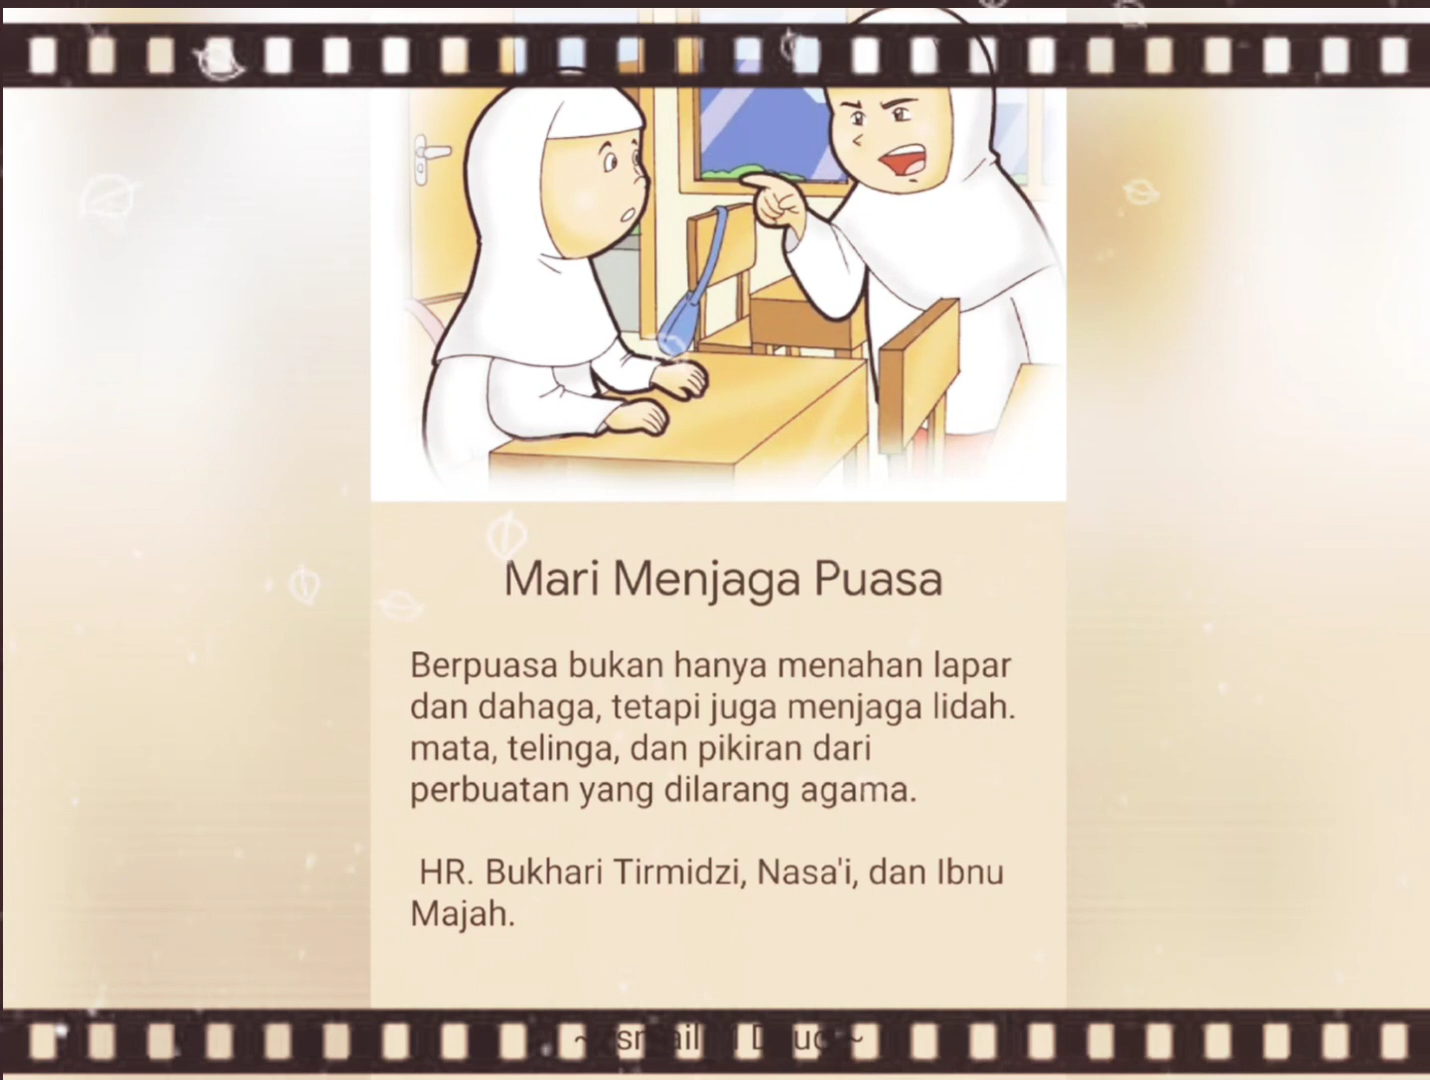 Mari Menjaga Puasa
Berpuasa bukan hanya menahan lapar
dan dahaga, tetapi juga menjaga lidah.
mata, telinga, dan pikiran dari
perbuatan yang dilarang agama.
HR. Bukhari Tirmidzi, Nasa'i, dan Ibnu
Majah.